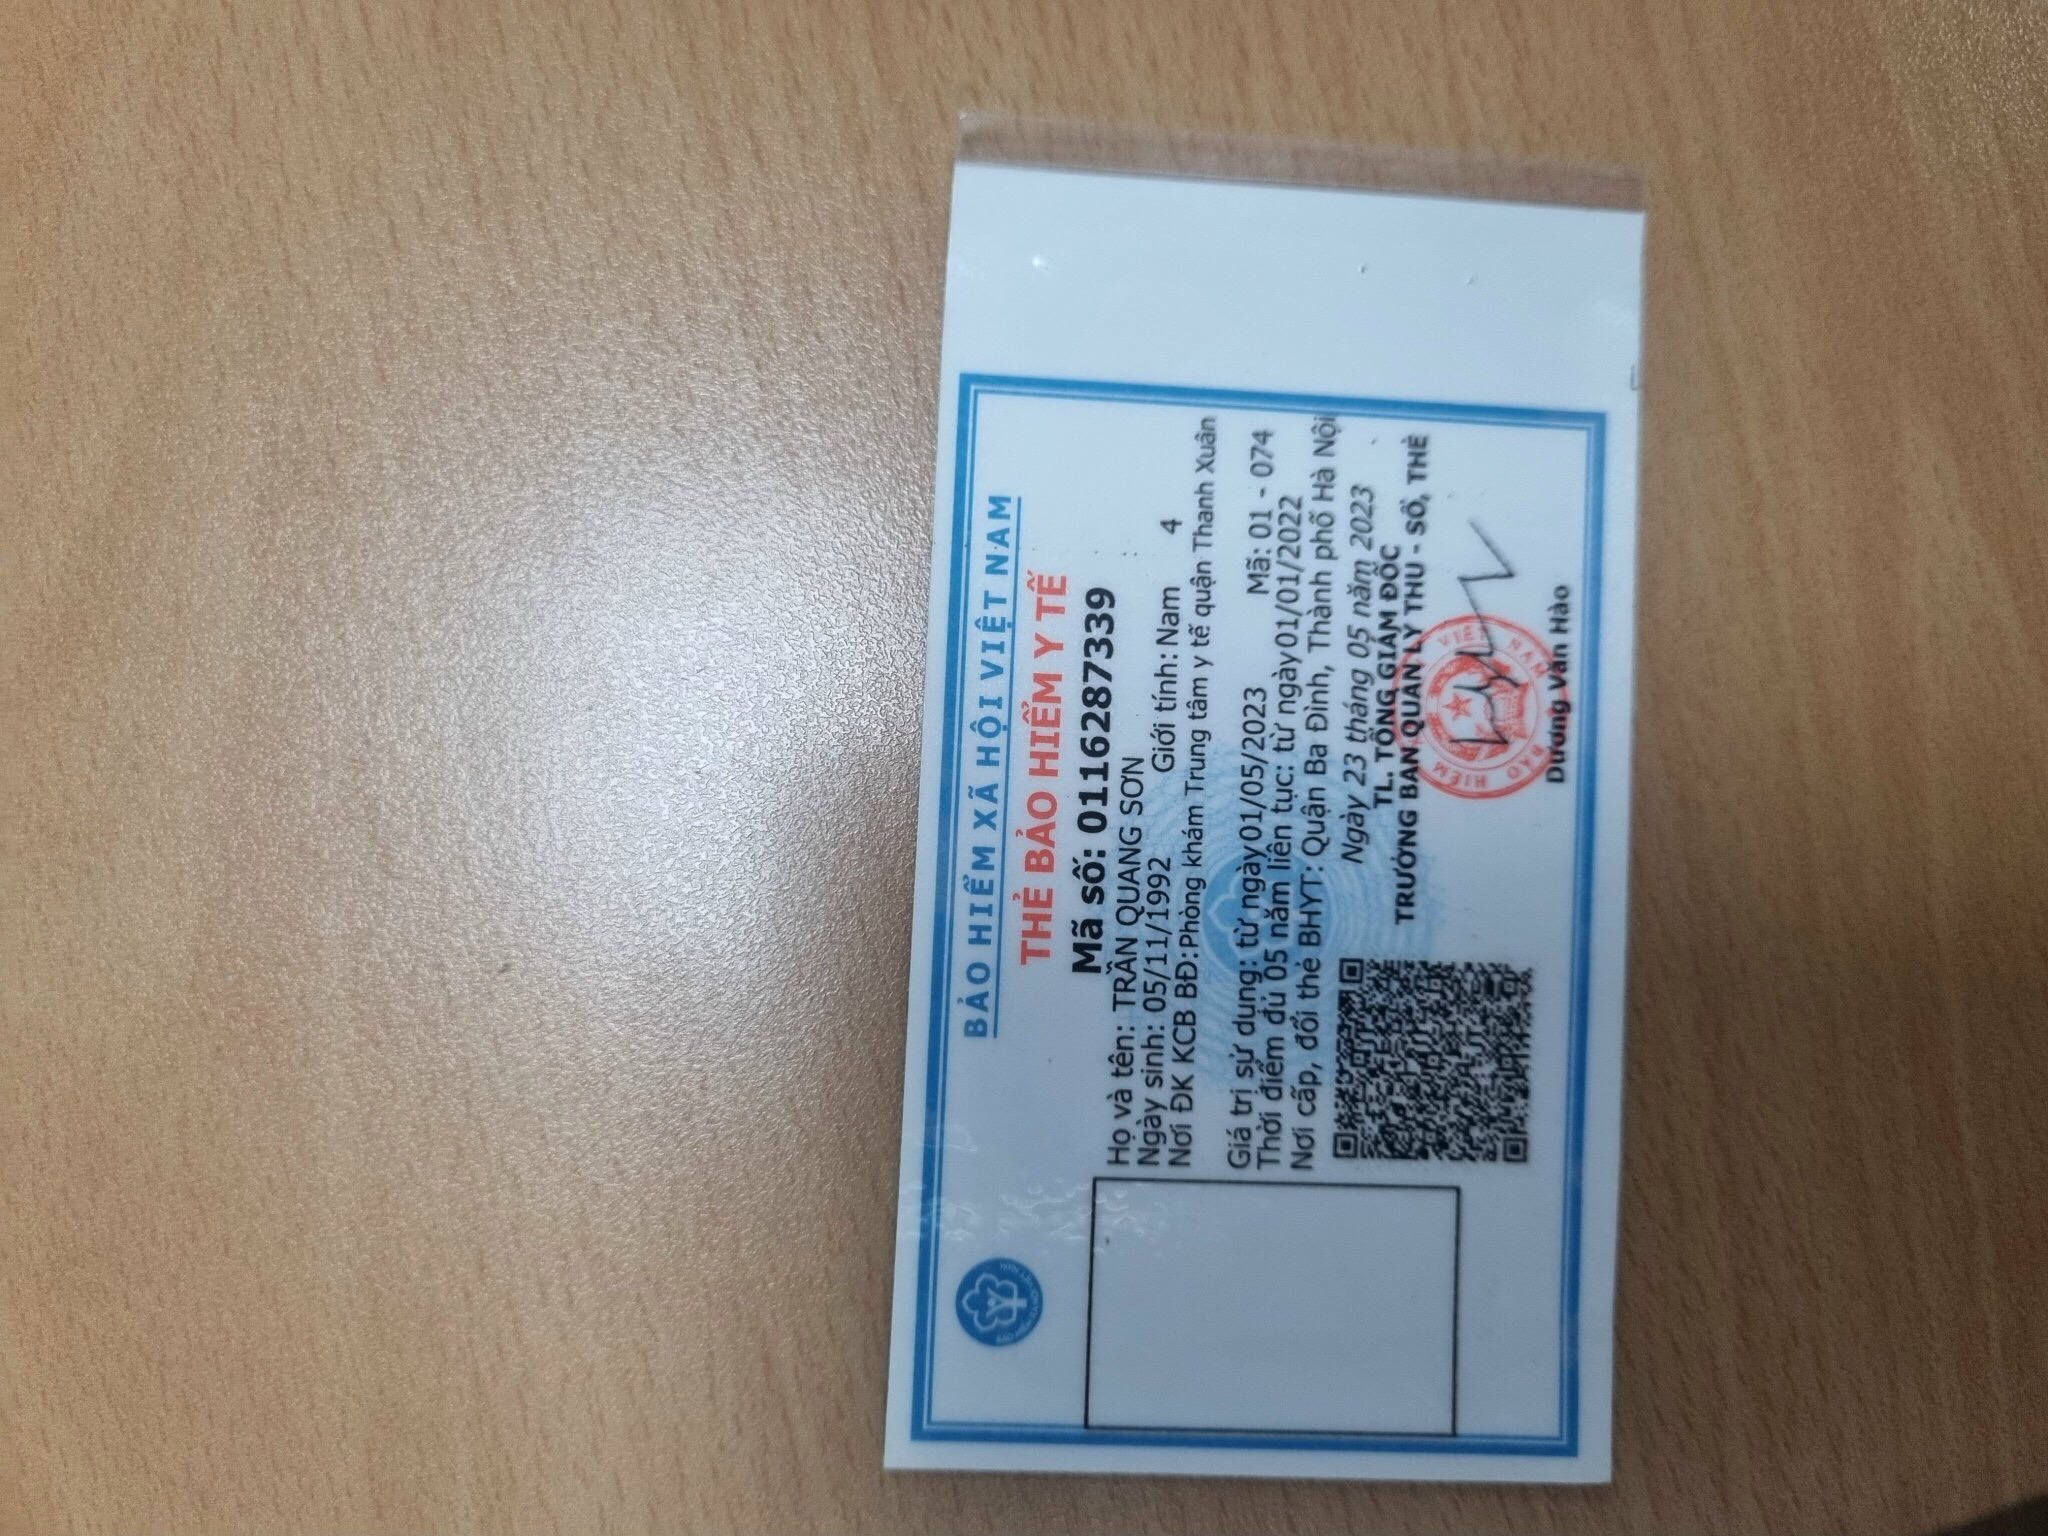 BẢO HIỂM XÃ HỘI VIỆT NAM
THẺ BẢO HIỂM Y TẾ
Mã số: 0116287339
Họ và tên: TRẦN QUANG SƠN
Ngày sinh: 05/11/1992 Giới tính: Nam 4
Nơi ĐK KCB BĐ: Phòng khám Trung tâm y tế quận Thanh Xuân
Giá trị sử dụng: từ ngày 01/05/2023 Mã: 01 - 074
Thời điểm đủ 05 năm liên tục: từ ngày 01/01/2022
Nơi cấp, đổi thẻ BHYT: Quận Ba Đình, Thành phố Hà Nội
Ngày 23 tháng 05 năm 2023
TL. TỔNG GIÁM ĐỐC
TRƯỞNG BAN QUẢN LÝ THU - SỔ, THẺ
BẢO HIỂM VIỆT NAM
Dương Văn Hào